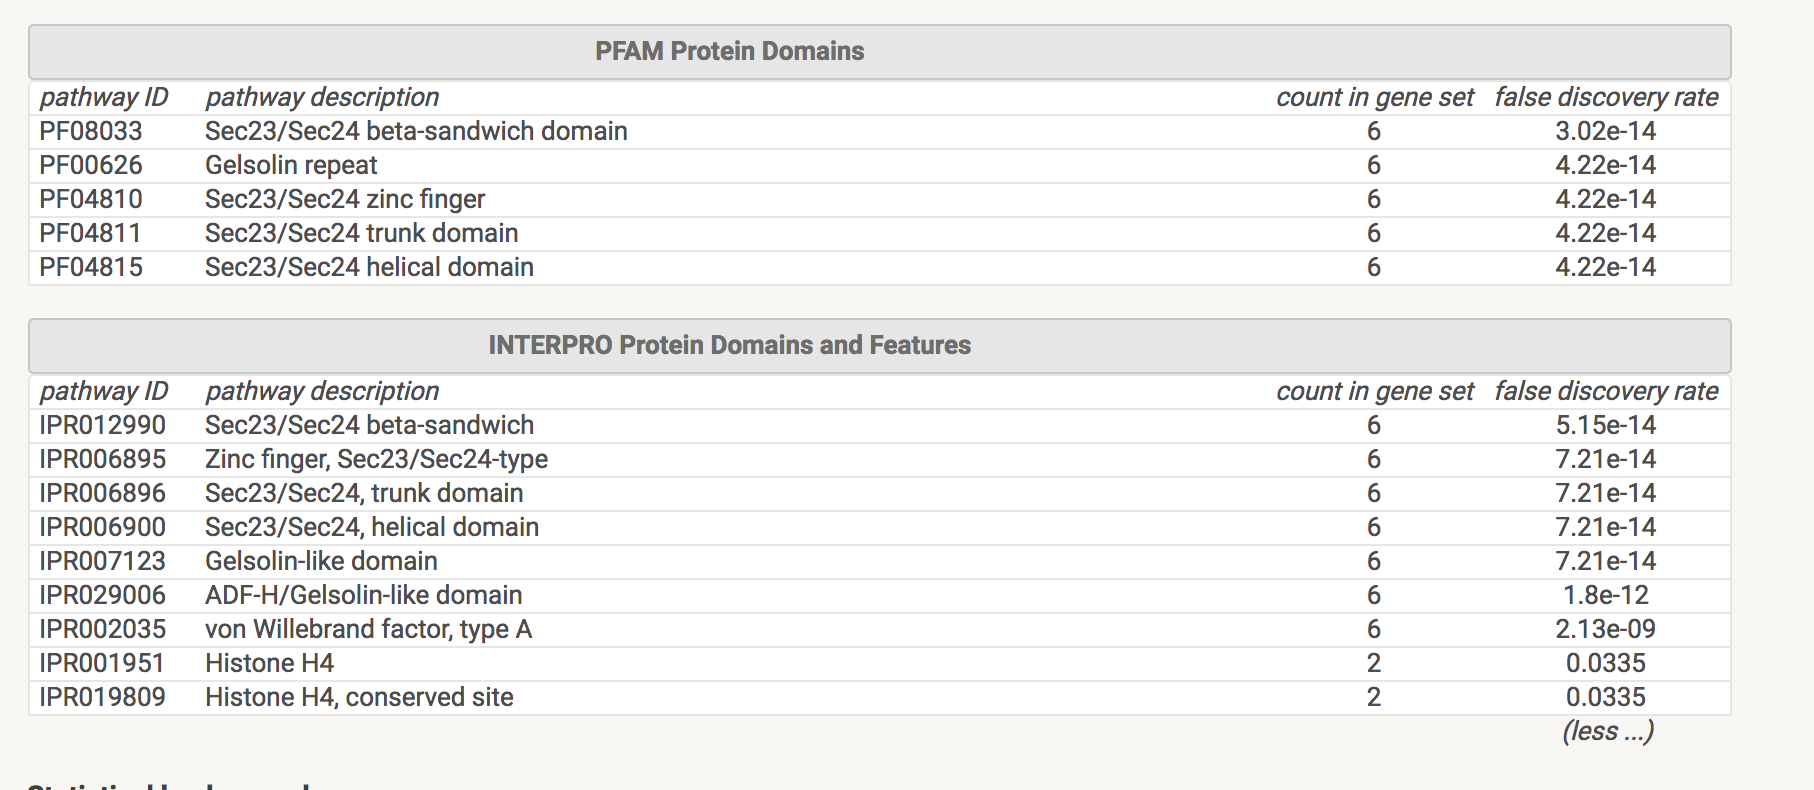 PFAM Protein Domains
pathway ID pathway description count in gene set false discovery rate
PF08033 Sec23/Sec24 beta-sandwich domain 6 3.02e-14
PF00626 Gelsolin repeat 6 4.22e-14
PF04810 Sec23/Sec24 zinc finger 6 4.22e-14
PF04811 Sec23/Sec24 trunk domain 6 4.22e-14
PF04815 Sec23/Sec24 helical domain 6 4.22e-14
INTERPRO Protein Domains and Features
pathway ID pathway description count in gene set false discovery rate
IPR012990 Sec23/Sec24 beta-sandwich 6 5.15e-14
IPR006895 Zinc finger, Sec23/Sec24-type 6 7.21e-14
IPR006896 Sec23/Sec24, trunk domain 6 7.21e-14
IPR006900 Sec23/Sec24, helical domain 6 7.21e-14
IPR007123 Gelsolin-like domain 6 7.21e-14
IPR029006 ADF-H/Gelsolin-like domain 6 1.8e-12
IPR002035 von Willebrand factor, type A 6 2.13e-09
IPR001951 Histone H4 2 0.0335
IPR019809 Histone H4, conserved site 2 0.0335
(less ...)